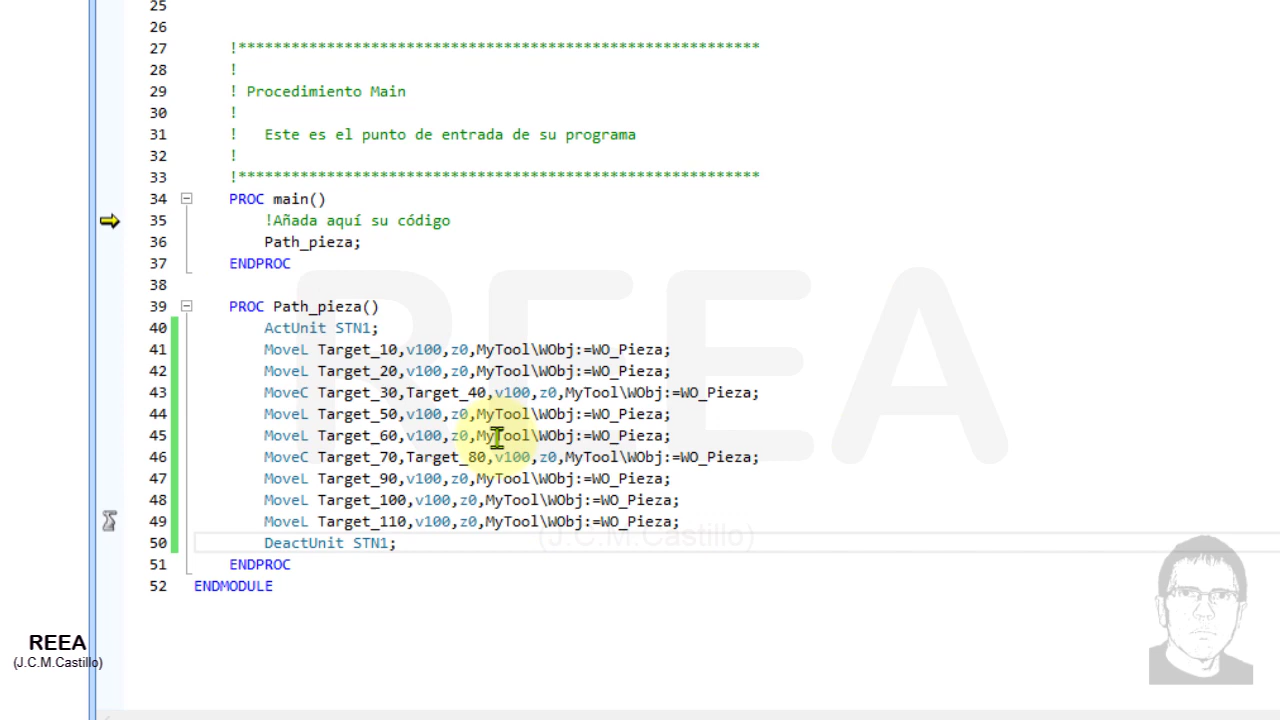 25
26
27 !***********************************************************
28 !
29 ! Procedimiento Main
30 !
31 !   Este es el punto de entrada de su programa
32 !
33 !***********************************************************
34 PROC main()
35 !Añada aquí su código
36 Path_pieza;
37 ENDPROC
38
39 PROC Path_pieza()
40 ActUnit STN1;
41 MoveL Target_10,v100,z0,MyTool\WObj:=WO_Pieza;
42 MoveL Target_20,v100,z0,MyTool\WObj:=WO_Pieza;
43 MoveC Target_30,Target_40,v100,z0,MyTool\WObj:=WO_Pieza;
44 MoveL Target_50,v100,z0,MyTool\WObj:=WO_Pieza;
45 MoveL Target_60,v100,z0,MyTool\WObj:=WO_Pieza;
46 MoveC Target_70,Target_80,v100,z0,MyTool\WObj:=WO_Pieza;
47 MoveL Target_90,v100,z0,MyTool\WObj:=WO_Pieza;
48 MoveL Target_100,v100,z0,MyTool\WObj:=WO_Pieza;
49 MoveL Target_110,v100,z0,MyTool\WObj:=WO_Pieza;
50 DeactUnit STN1;
51 ENDPROC
52 ENDMODULE
REEA
(J.C.M.Castillo)
REEA
(J.C.M.Castillo)